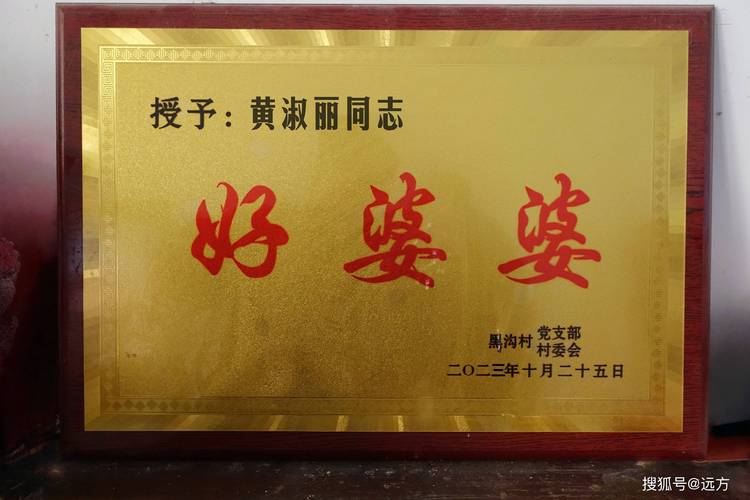 授予：黄淑丽同志
好婆婆
黑沟村 党支部
村委会
二〇二三年十月二十五日
搜狐号@远方